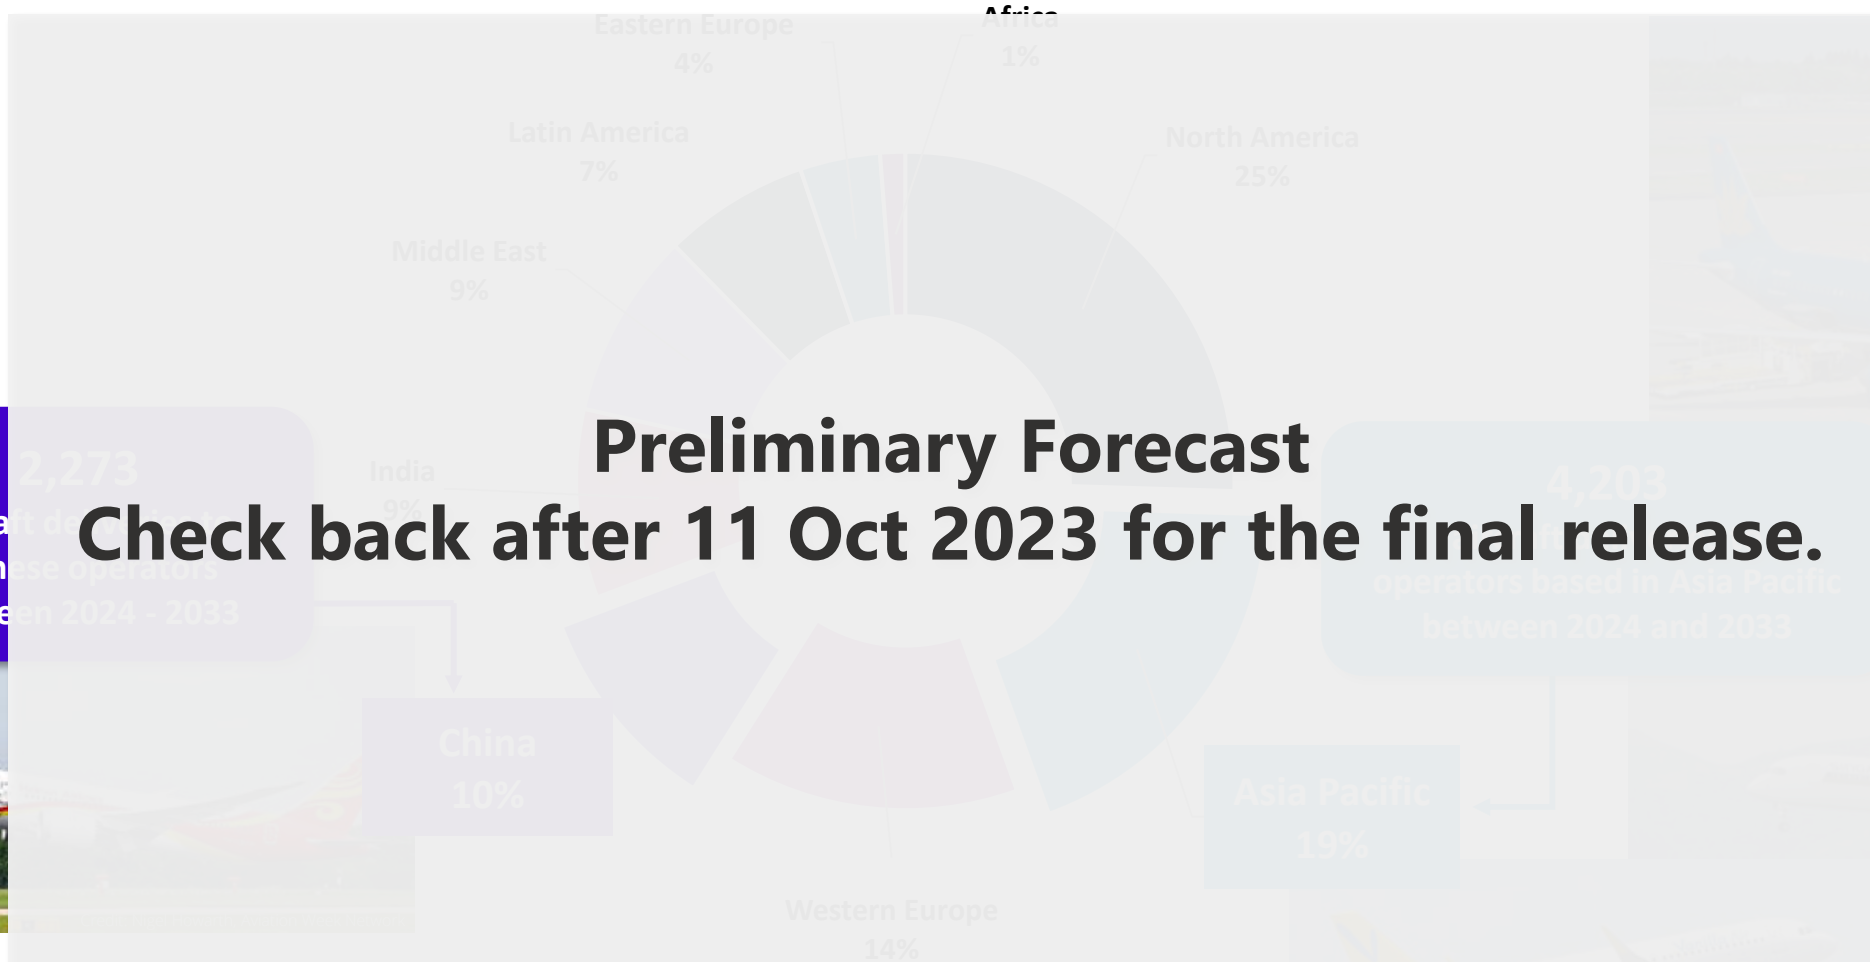 Africa
1%
Eastern Europe
4%
Latin America
7%
North America
25%
Middle East
9%
Preliminary Forecast
Check back after 11 Oct 2023 for the final release.
2,273
operators
2024 - 2033
India
9%
4,203
operators based in Asia Pacific
between 2024 and 2033
China
10%
Asia Pacific
19%
Western Europe
14%